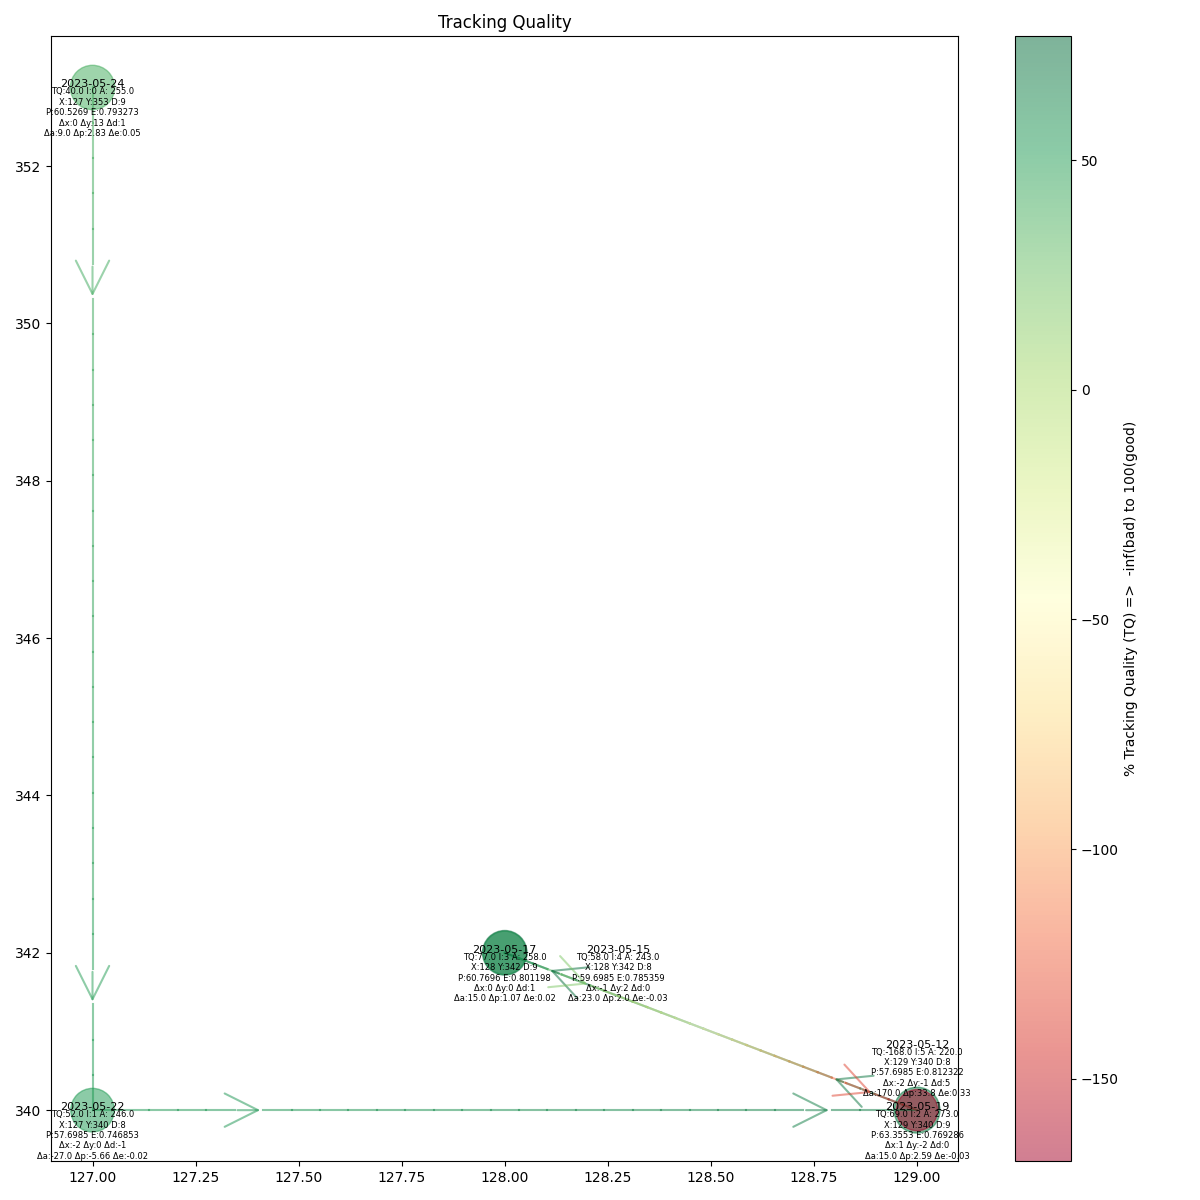 Tracking Quality
2023-05-24
TQ:40.0 I:0 A: 255.0
X:127 Y:353 D:9
P:60.5269 E:0.793273
Δx:0 Δy:13 Δd:1
Δa:9.0 Δp:2.83 Δe:0.05
2023-05-17
TQ:77.0 I:3 A: 258.0
X:128 Y:342 D:9
P:60.7696 E:0.801198
Δx:0 Δy:0 Δd:1
Δa:15.0 Δp:1.07 Δe:0.02
2023-05-15
TQ:58.0 I:4 A: 243.0
X:128 Y:342 D:8
P:59.6985 E:0.785359
Δx:-1 Δy:2 Δd:0
Δa:23.0 Δp:2.0 Δe:-0.03
2023-05-12
TQ:-168.0 I:5 A: 220.0
X:129 Y:340 D:8
P:57.6985 E:0.812322
Δx:-2 Δy:-1 Δd:5
Δa:170.0 Δp:33.8 Δe:0.33
2023-05-22
TQ:52.0 I:1 A: 246.0
X:127 Y:340 D:8
P:57.6985 E:0.746853
Δx:-2 Δy:0 Δd:-1
Δa:-27.0 Δp:-5.66 Δe:-0.02
2023-05-19
TQ:69.0 I:2 A: 273.0
X:129 Y:340 D:9
P:63.3553 E:0.769286
Δx:1 Δy:-2 Δd:0
Δa:15.0 Δp:2.59 Δe:-0.03
352
350
348
346
344
342
340
127.00 127.25 127.50 127.75 128.00 128.25 128.50 128.75 129.00
50
0
−50
−100
−150
% Tracking Quality (TQ) => -inf(bad) to 100(good)